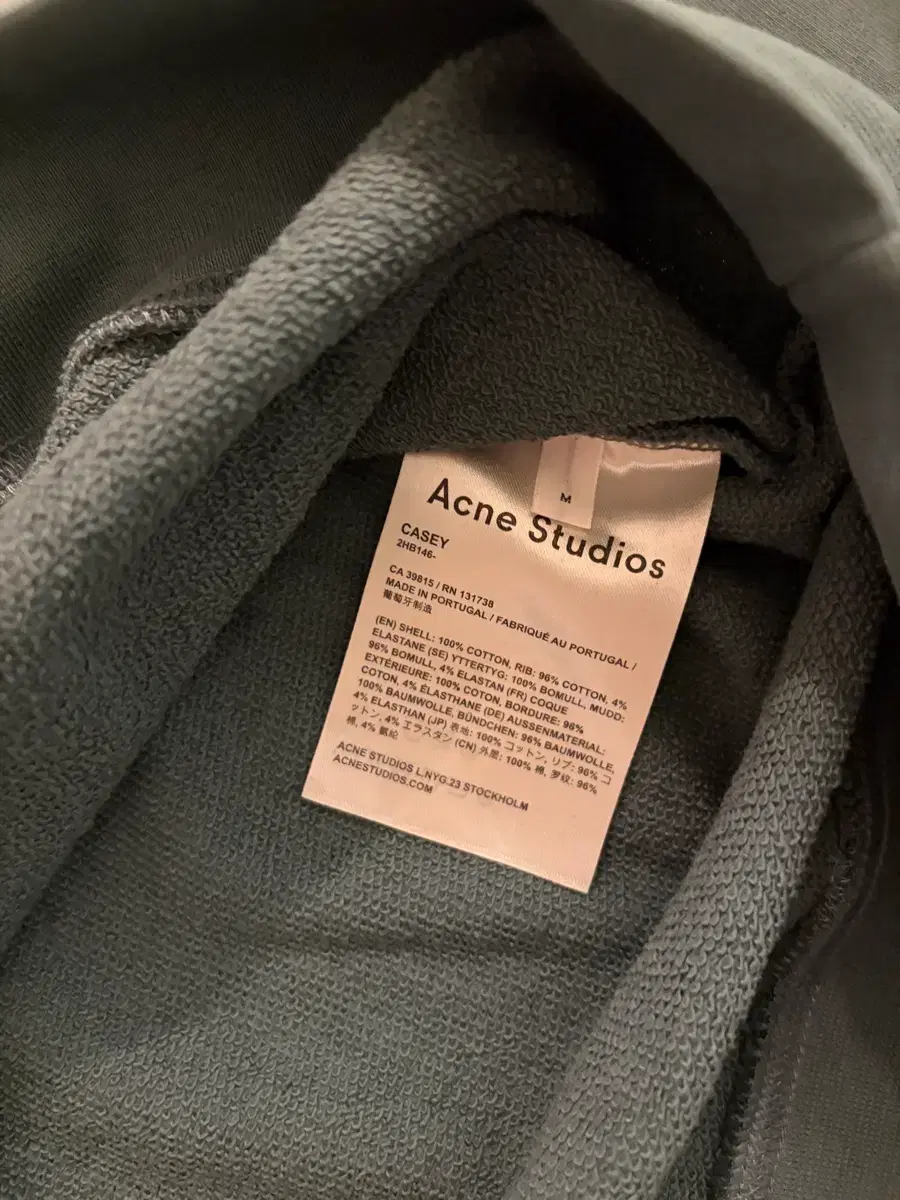 M
Acne Studios
CASEY
2HB146-
CA 39815 / RN 131738
MADE IN PORTUGAL / FABRIQUÉ AU PORTUGAL /
葡萄牙制造
(EN) SHELL: 100% COTTON, RIB: 96% COTTON, 4%
ELASTANE (SE) YTTERTYG: 100% BOMULL, MUDD:
96% BOMULL, 4% ELASTAN (FR) COQUE
EXTÉRIEURE: 100% COTON, BORDURE: 96%
COTON, 4% ÉLASTHANE (DE) AUSSENMATERIAL:
100% BAUMWOLLE, BÜNDCHEN: 96% BAUMWOLLE,
4% ELASTHAN (JP) 表地: 100% コットン, リブ: 96% コ
ットン, 4% エラスタン (CN) 外层: 100% 棉, 罗纹: 96%
棉, 4% 氨纶
ACNE STUDIOS L.NYG.23 STOCKHOLM
ACNESTUDIOS.COM